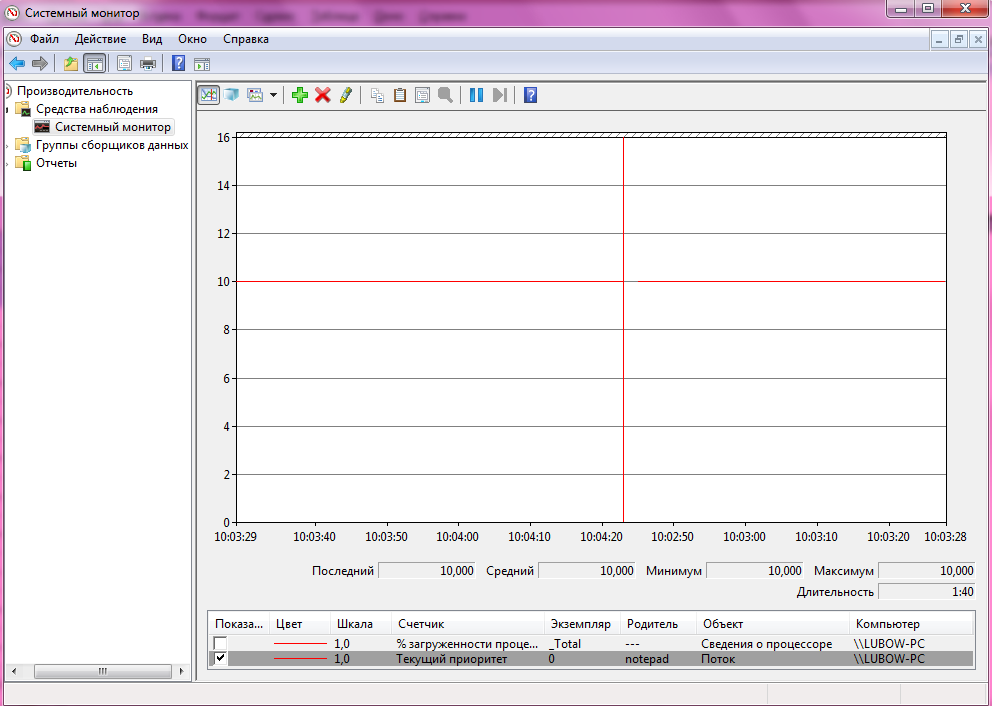 Системный монитор
Файл Действие Вид Окно Справка
Производительность
Средства наблюдения
Системный монитор
Группы сборщиков данных
Отчеты
16
14
12
10
8
6
4
2
0
10:03:29 10:03:40 10:03:50 10:04:00 10:04:10 10:04:20 10:02:50 10:03:00 10:03:10 10:03:20 10:03:28
Последний 10,000 Средний 10,000 Минимум 10,000 Максимум 10,000
Длительность 1:40
Показа... Цвет Шкала Счетчик Экземпляр Родитель Объект Компьютер
1,0 % загруженности проце... _Total --- Сведения о процессоре \\LUBOW-PC
1,0 Текущий приоритет 0 notepad Поток \\LUBOW-PC